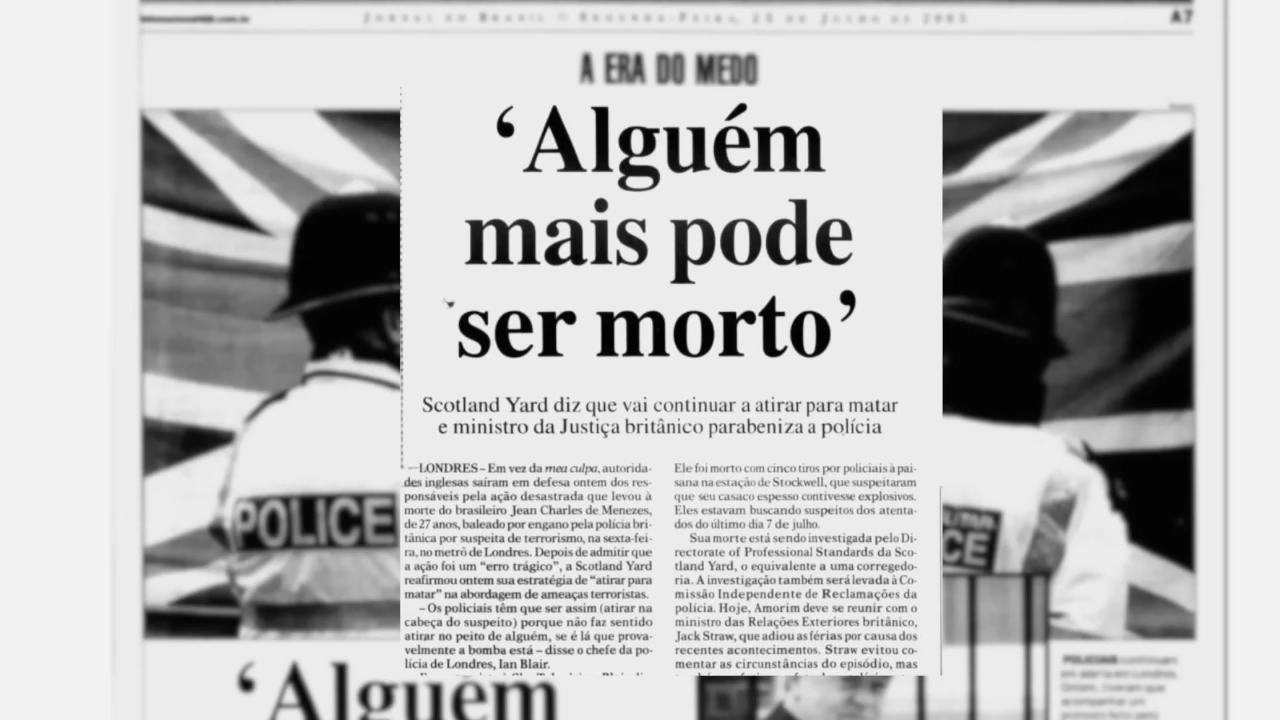 JORNAL DO BRASIL
SEGUNDA-FEIRA, 25 DE JULHO DE 2005
A7
A ERA DO MEDO
‘Alguém
mais pode
ser morto’
Scotland Yard diz que vai continuar a atirar para matar
e ministro da Justiça britânico parabeniza a polícia
LONDRES – Em vez da mea culpa, autorida-
des inglesas saíram em defesa ontem dos res-
ponsáveis pela ação desastrada que levou à
morte do brasileiro Jean Charles de Menezes,
de 27 anos, baleado por engano pela polícia bri-
tânica por suspeita de terrorismo, na sexta-fei-
ra, no metrô de Londres. Depois de admitir que
a ação foi um “erro trágico”, a Scotland Yard
reafirmou ontem sua estratégia de “atirar para
matar” na abordagem de ameaças terroristas.
– Os policiais têm que ser assim (atirar na
cabeça do suspeito) porque não faz sentido
atirar no peito de alguém, se é lá que prova-
velmente a bomba está – disse o chefe da po-
lícia de Londres, Ian Blair.
Ele foi morto com cinco tiros por policiais à pai-
sana na estação de Stockwell, que suspeitaram
que seu casaco espesso contivesse explosivos.
Eles estavam buscando suspeitos dos atenta-
dos do último dia 7 de julho.
Sua morte está sendo investigada pelo Di-
rectorate of Professional Standards da Sco-
tland Yard, o equivalente a uma corregedo-
ria. A investigação também será levada à Co-
missão Independente de Reclamações da
polícia. Hoje, Amorim deve se reunir com o
ministro das Relações Exteriores britânico,
Jack Straw, que adiou as férias por causa dos
recentes acontecimentos. Straw evitou co-
mentar as circunstâncias do episódio, mas
POLICE
CE
‘Alguém
POLICIAIS continuam
em alerta em Londres.